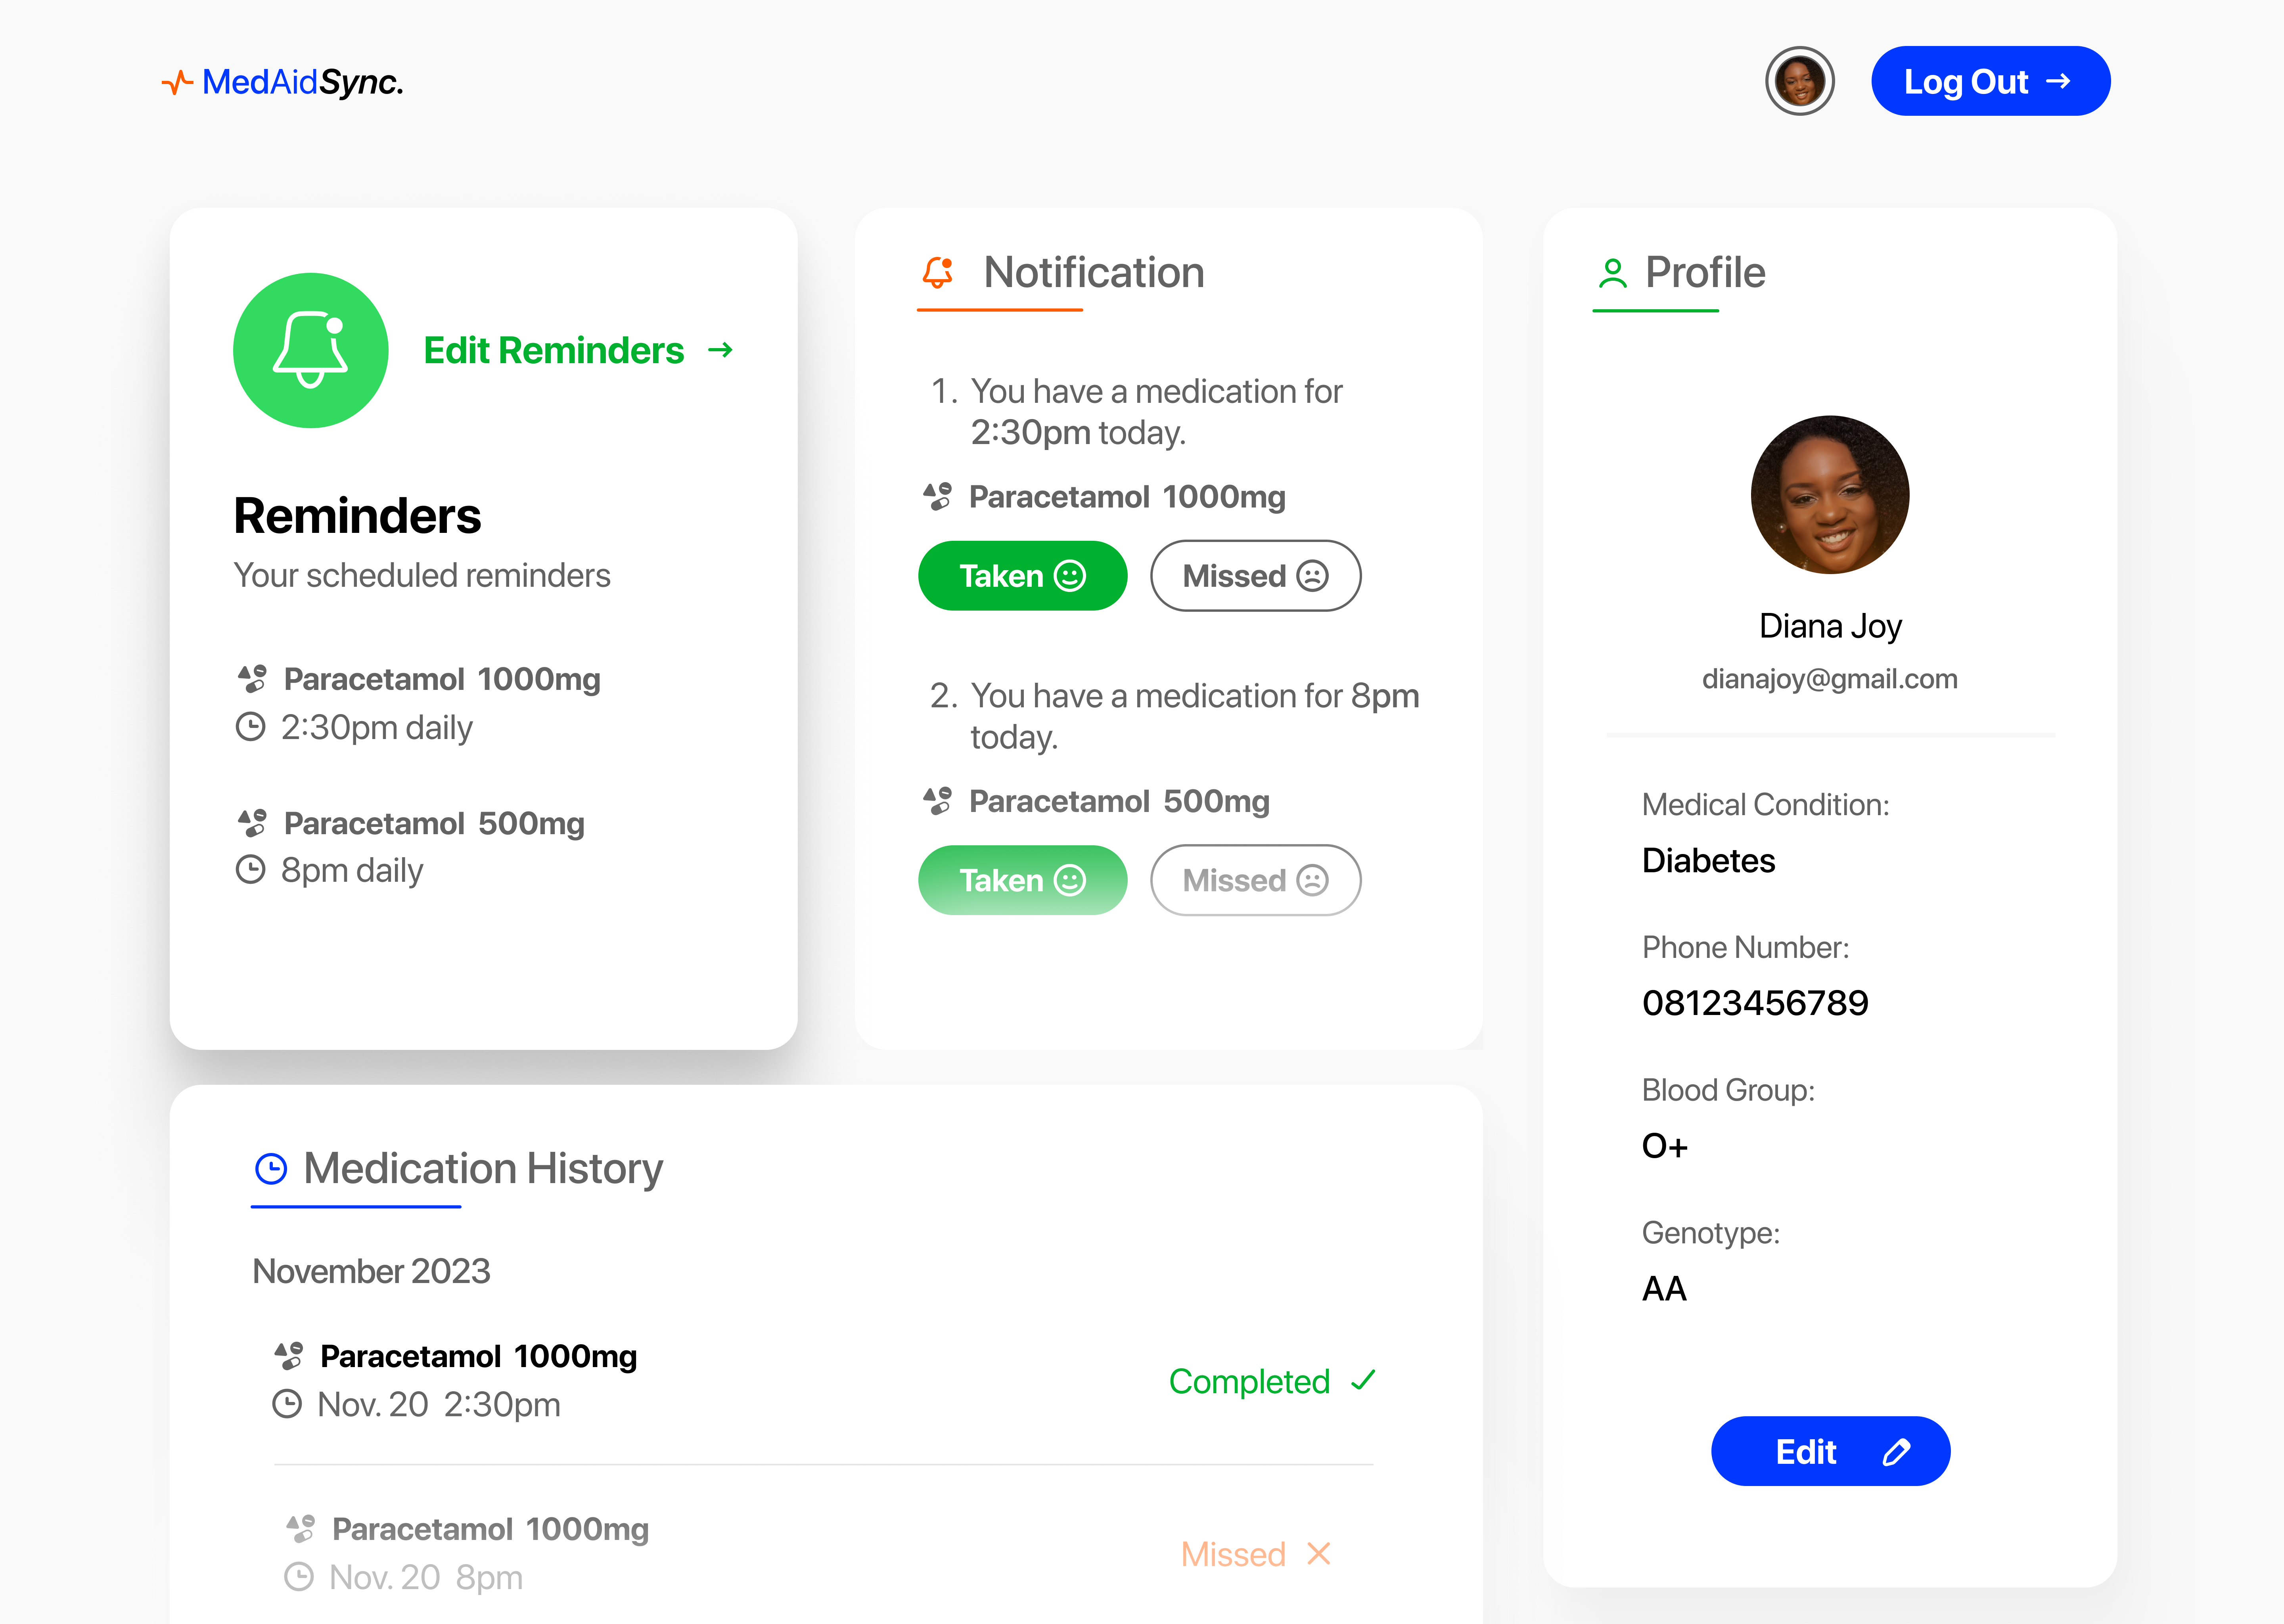 MedAidSync.
Log Out
Edit Reminders
Reminders
Your scheduled reminders
Paracetamol 1000mg
2:30pm daily
Paracetamol 500mg
8pm daily
Notification
1. You have a medication for
2:30pm today.
Paracetamol 1000mg
Taken
Missed
2. You have a medication for 8pm
today.
Paracetamol 500mg
Taken
Missed
Medication History
November 2023
Paracetamol 1000mg
Nov. 20 2:30pm
Completed
Paracetamol 1000mg
Nov. 20 8pm
Missed
Profile
Diana Joy
dianajoy@gmail.com
Medical Condition:
Diabetes
Phone Number:
08123456789
Blood Group:
O+
Genotype:
AA
Edit